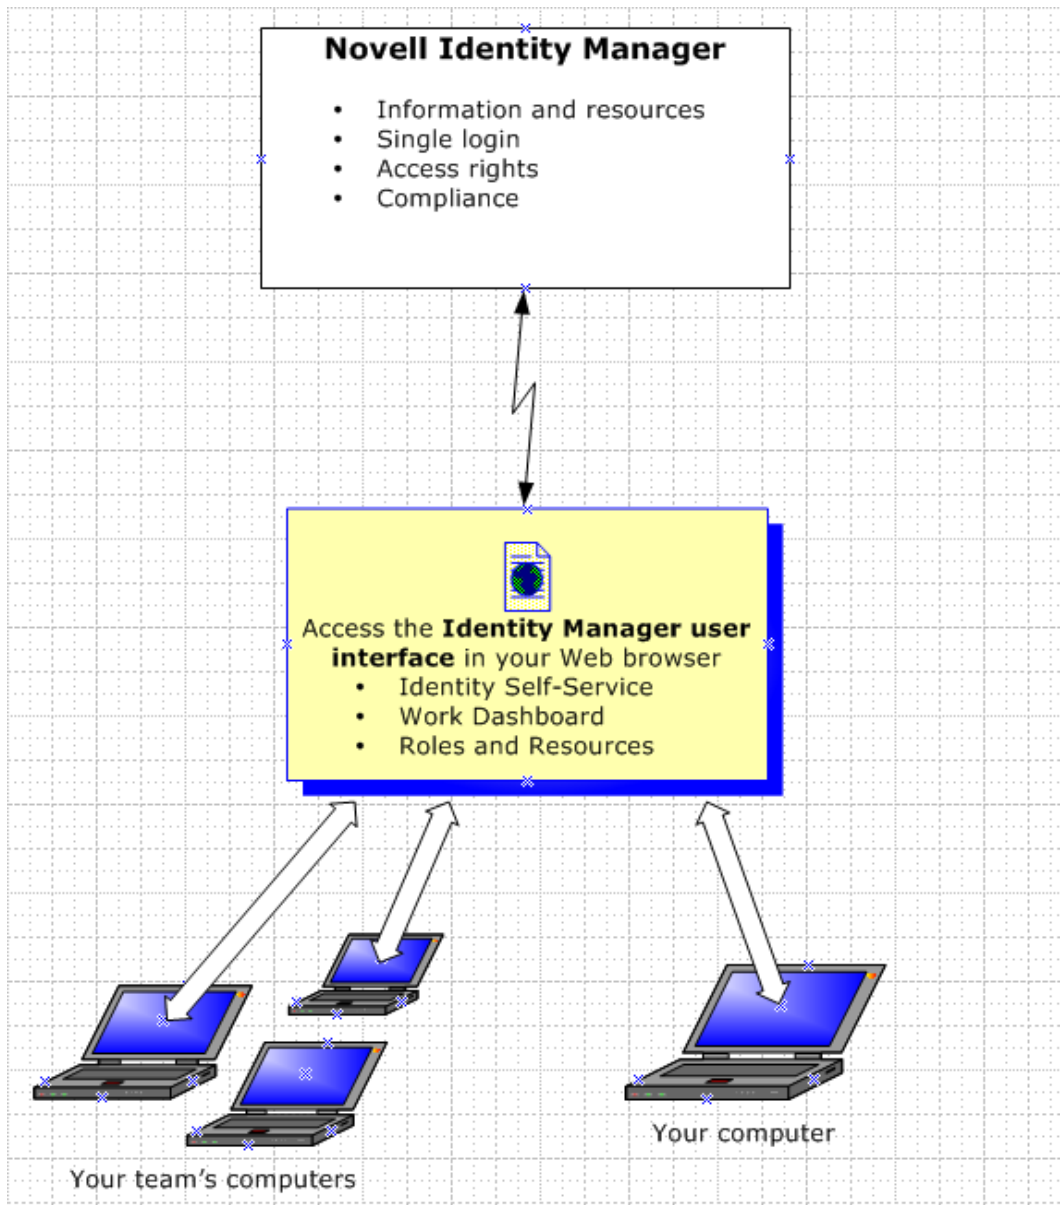 Novell Identity Manager
• Information and resources
• Single login
• Access rights
• Compliance
Access the Identity Manager user
interface in your Web browser
• Identity Self-Service
• Work Dashboard
• Roles and Resources
Your computer
Your team’s computers